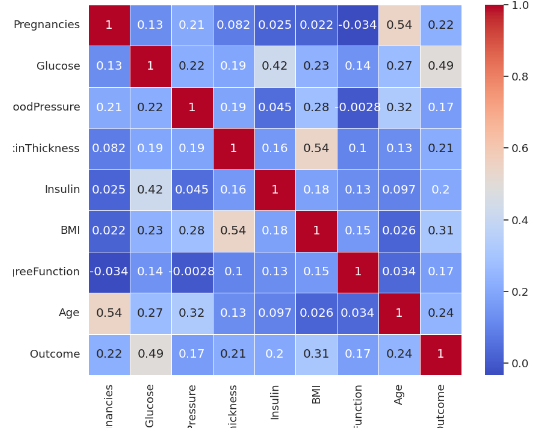 Pregnancies 1 0.13 0.21 0.082 0.025 0.022 -0.034 0.54 0.22
Glucose 0.13 1 0.22 0.19 0.42 0.23 0.14 0.27 0.49
oodPressure 0.21 0.22 1 0.19 0.045 0.28 -0.0028 0.32 0.17
inThickness 0.082 0.19 0.19 1 0.16 0.54 0.1 0.13 0.21
Insulin 0.025 0.42 0.045 0.16 1 0.18 0.13 0.097 0.2
BMI 0.022 0.23 0.28 0.54 0.18 1 0.15 0.026 0.31
greeFunction -0.034 0.14 -0.0028 0.1 0.13 0.15 1 0.034 0.17
Age 0.54 0.27 0.32 0.13 0.097 0.026 0.034 1 0.24
Outcome 0.22 0.49 0.17 0.21 0.2 0.31 0.17 0.24 1
nancies
Glucose
Pressure
ickness
Insulin
BMI
Function
Age
utcome
1.0
0.8
0.6
0.4
0.2
0.0